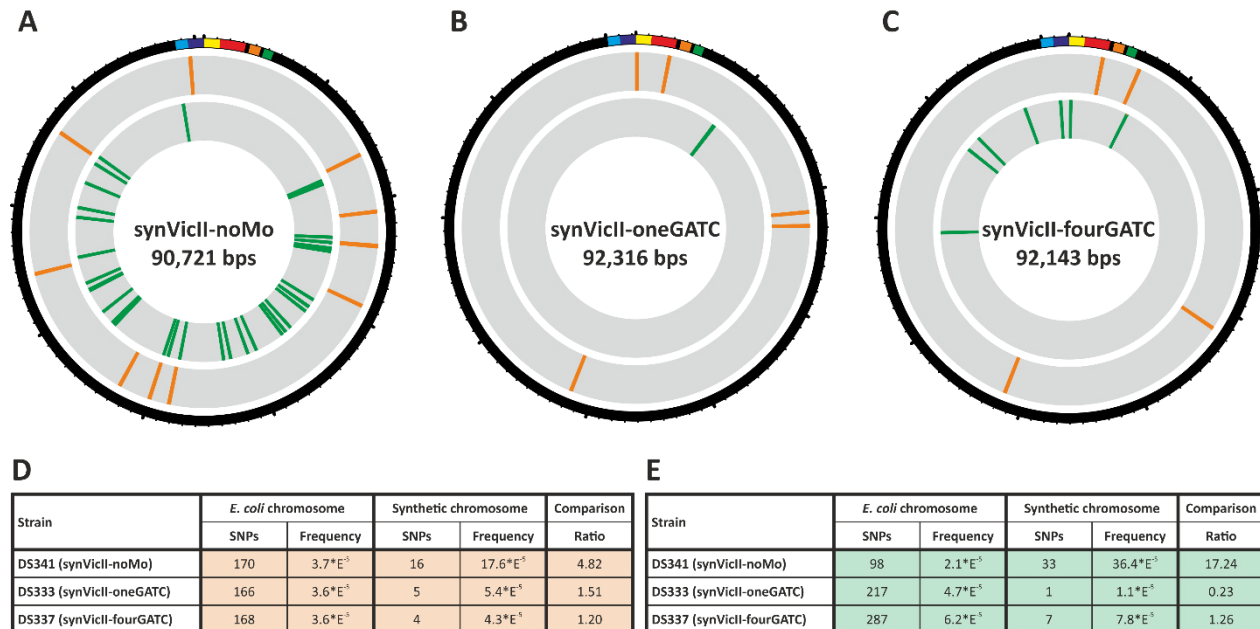 A
B
C
synVicII-noMo
90,721 bps
synVicII-oneGATC
92,316 bps
synVicII-fourGATC
92,143 bps
D
Strain E. coli chromosome Synthetic chromosome Comparison
SNPs Frequency SNPs Frequency Ratio
DS341 (synVicII-noMo) 170 3.7*E⁻⁵ 16 17.6*E⁻⁵ 4.82
DS333 (synVicII-oneGATC) 166 3.6*E⁻⁵ 5 5.4*E⁻⁵ 1.51
DS337 (synVicII-fourGATC) 168 3.6*E⁻⁵ 4 4.3*E⁻⁵ 1.20
E
Strain E. coli chromosome Synthetic chromosome Comparison
SNPs Frequency SNPs Frequency Ratio
DS341 (synVicII-noMo) 98 2.1*E⁻⁵ 33 36.4*E⁻⁵ 17.24
DS333 (synVicII-oneGATC) 217 4.7*E⁻⁵ 1 1.1*E⁻⁵ 0.23
DS337 (synVicII-fourGATC) 287 6.2*E⁻⁵ 7 7.8*E⁻⁵ 1.26